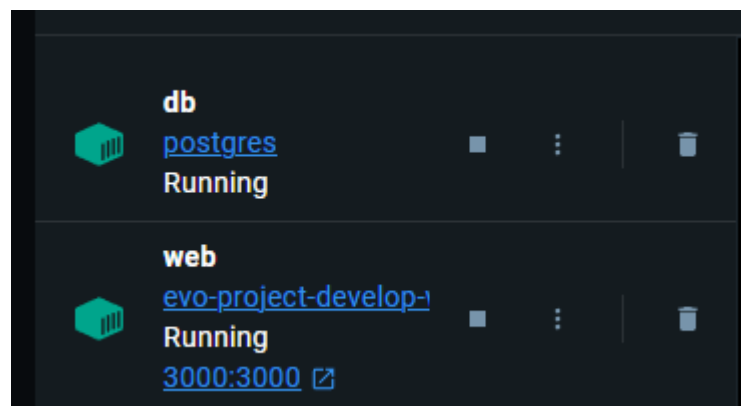 db
postgres
Running
web
evo-project-develop-
Running
3000:3000